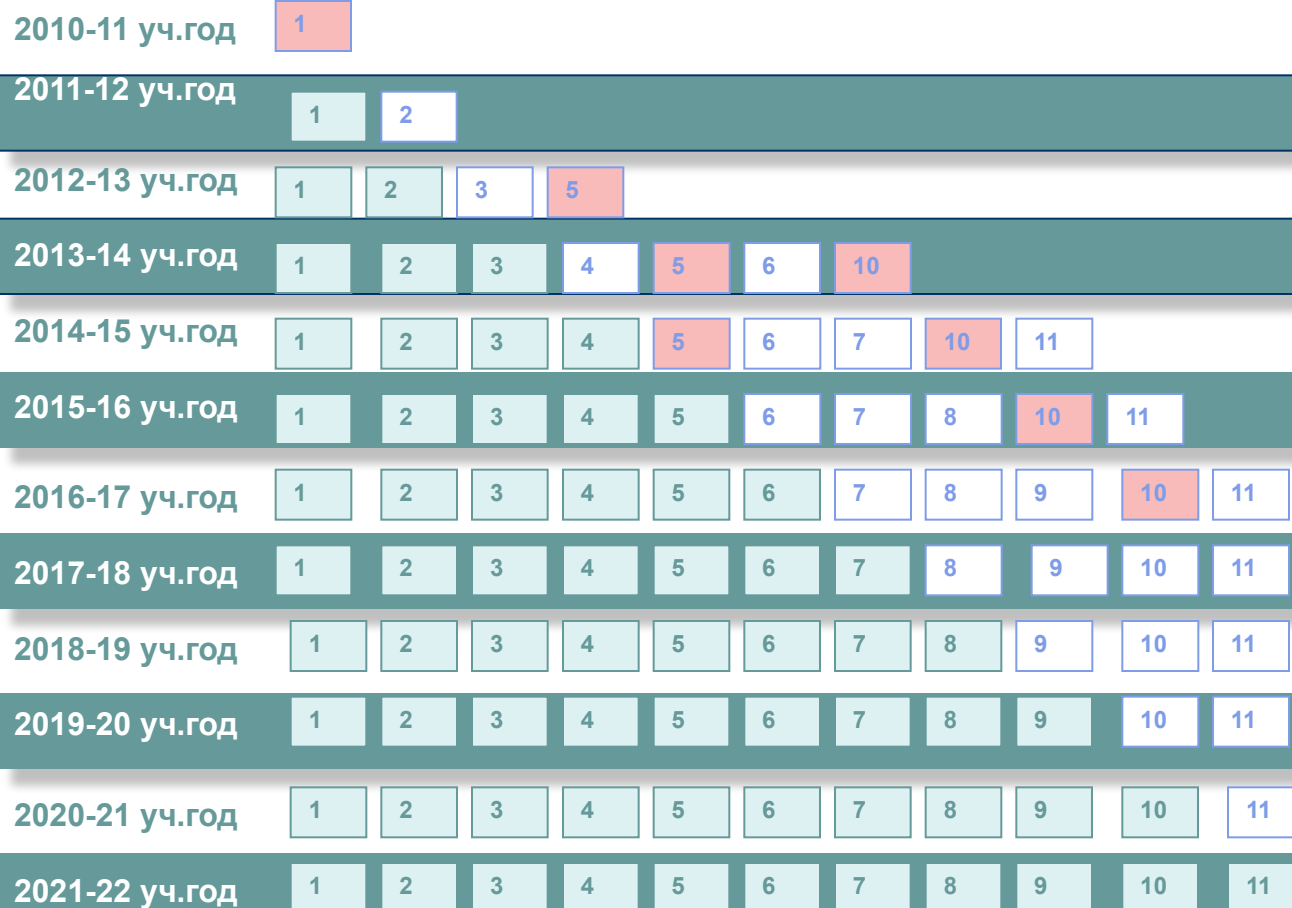 2010-11 уч.год 1
2011-12 уч.год 1 2
2012-13 уч.год 1 2 3 5
2013-14 уч.год 1 2 3 4 5 6 10
2014-15 уч.год 1 2 3 4 5 6 7 10 11
2015-16 уч.год 1 2 3 4 5 6 7 8 10 11
2016-17 уч.год 1 2 3 4 5 6 7 8 9 10 11
2017-18 уч.год 1 2 3 4 5 6 7 8 9 10 11
2018-19 уч.год 1 2 3 4 5 6 7 8 9 10 11
2019-20 уч.год 1 2 3 4 5 6 7 8 9 10 11
2020-21 уч.год 1 2 3 4 5 6 7 8 9 10 11
2021-22 уч.год 1 2 3 4 5 6 7 8 9 10 11